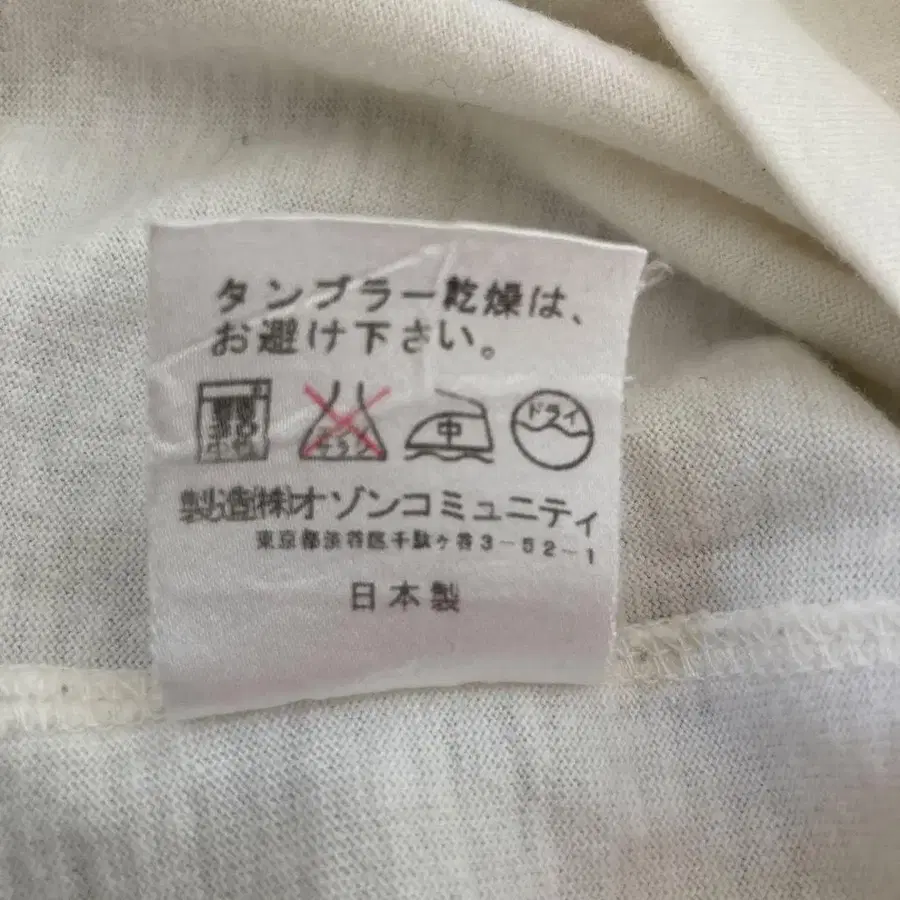 タンブラー乾燥は、
お避け下さい。
中 ドライ
製造(株)オゾンコミュニティ
東京都渋谷区千駄ヶ谷3-52-1
日本製